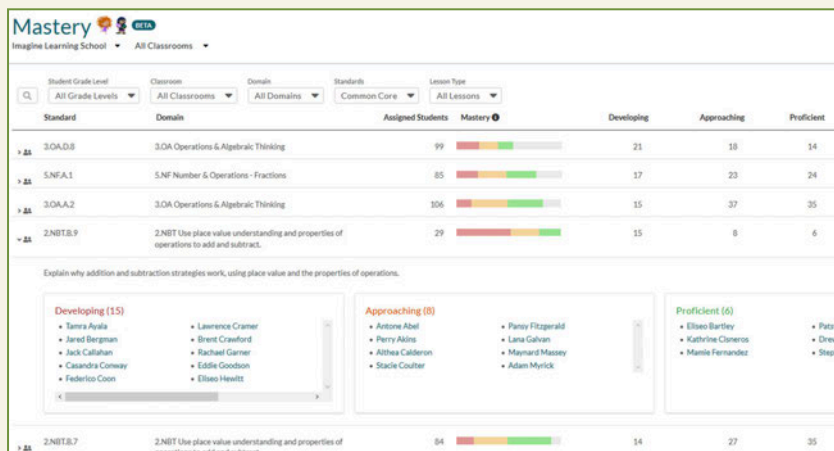 Mastery BETA
Imagine Learning School All Classrooms
Student Grade Level Classroom Domain Standards Lesson Type
All Grade Levels All Classrooms All Domains Common Core All Lessons
Standard Domain Assigned Students Mastery Developing Approaching Proficient
3.OA.D.8 3.OA Operations & Algebraic Thinking 99 21 18 14
5.NF.A.1 5.NF Number & Operations - Fractions 85 17 23 24
3.OA.A.2 3.OA Operations & Algebraic Thinking 106 15 37 35
2.NBT.B.9 2.NBT Use place value understanding and properties of 29 15 8 6
operations to add and subtract.
Explain why addition and subtraction strategies work, using place value and the properties of operations.
Developing (15) Approaching (8) Proficient (6)
• Tamra Ayala • Lawrence Cramer • Antone Abel • Pansy Fitzgerald • Eliseo Bartley • Pats
• Jared Bergman • Brent Crawford • Perry Akins • Lana Galvan • Kathrine Cisneros • Drew
• Jack Callahan • Rachael Garner • Althea Calderon • Maynard Massey • Mamie Fernandez • Step
• Casandra Conway • Eddie Goodson • Stacie Coulter • Adam Myrick
• Federico Coon • Eliseo Hewitt
2.NBT.B.7 2.NBT Use place value understanding and properties of 84 14 27 35